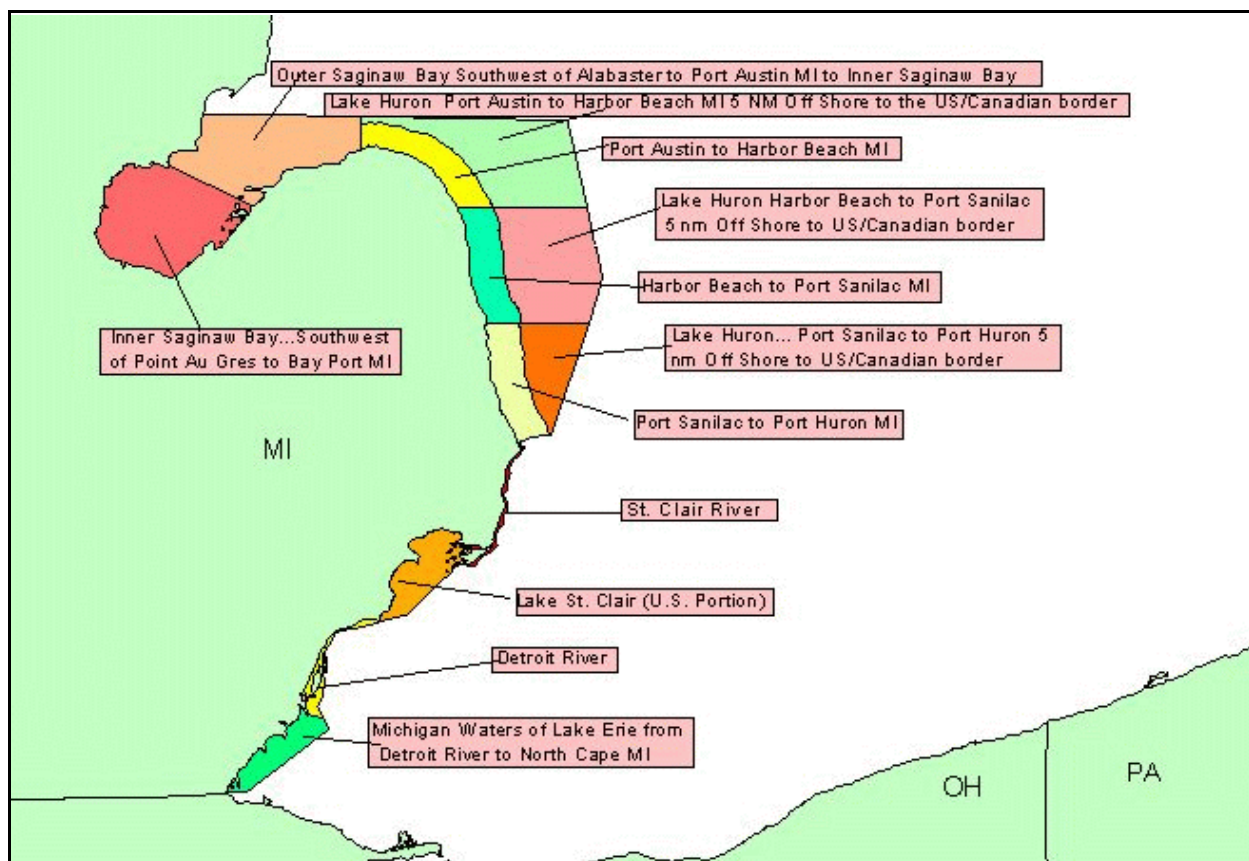 Outer Saginaw Bay Southwest of Alabaster to Port Austin MI to Inner Saginaw Bay
Lake Huron Port Austin to Harbor Beach MI 5 NM Off Shore to the US/Canadian border
Port Austin to Harbor Beach MI
Lake Huron Harbor Beach to Port Sanilac
5 nm Off Shore to US/Canadian border
Harbor Beach to Port Sanilac MI
Inner Saginaw Bay...Southwest
of Point Au Gres to Bay Port MI
Lake Huron... Port Sanilac to Port Huron 5
nm Off Shore to US/Canadian border
Port Sanilac to Port Huron MI
MI
St. Clair River
Lake St. Clair (U.S. Portion)
Detroit River
Michigan Waters of Lake Erie from
Detroit River to North Cape MI
OH
PA